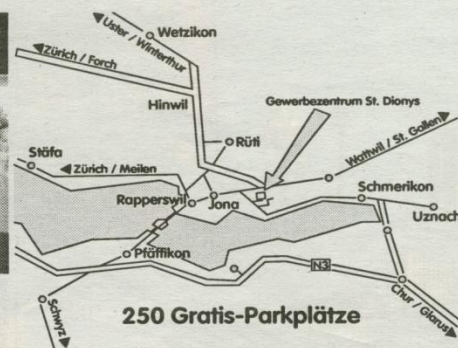 Uster / Winterthur
Wetzikon
Zürich / Forch
Hinwil
Gewerbezentrum St. Dionys
Rüti
Wattwil / St. Gallen
Stäfa
Zürich / Meilen
Schmerikon
Rapperswil
Jona
Uznach
Pfäffikon
N3
Schwyz
Chur / Glarus
250 Gratis-Parkplätze